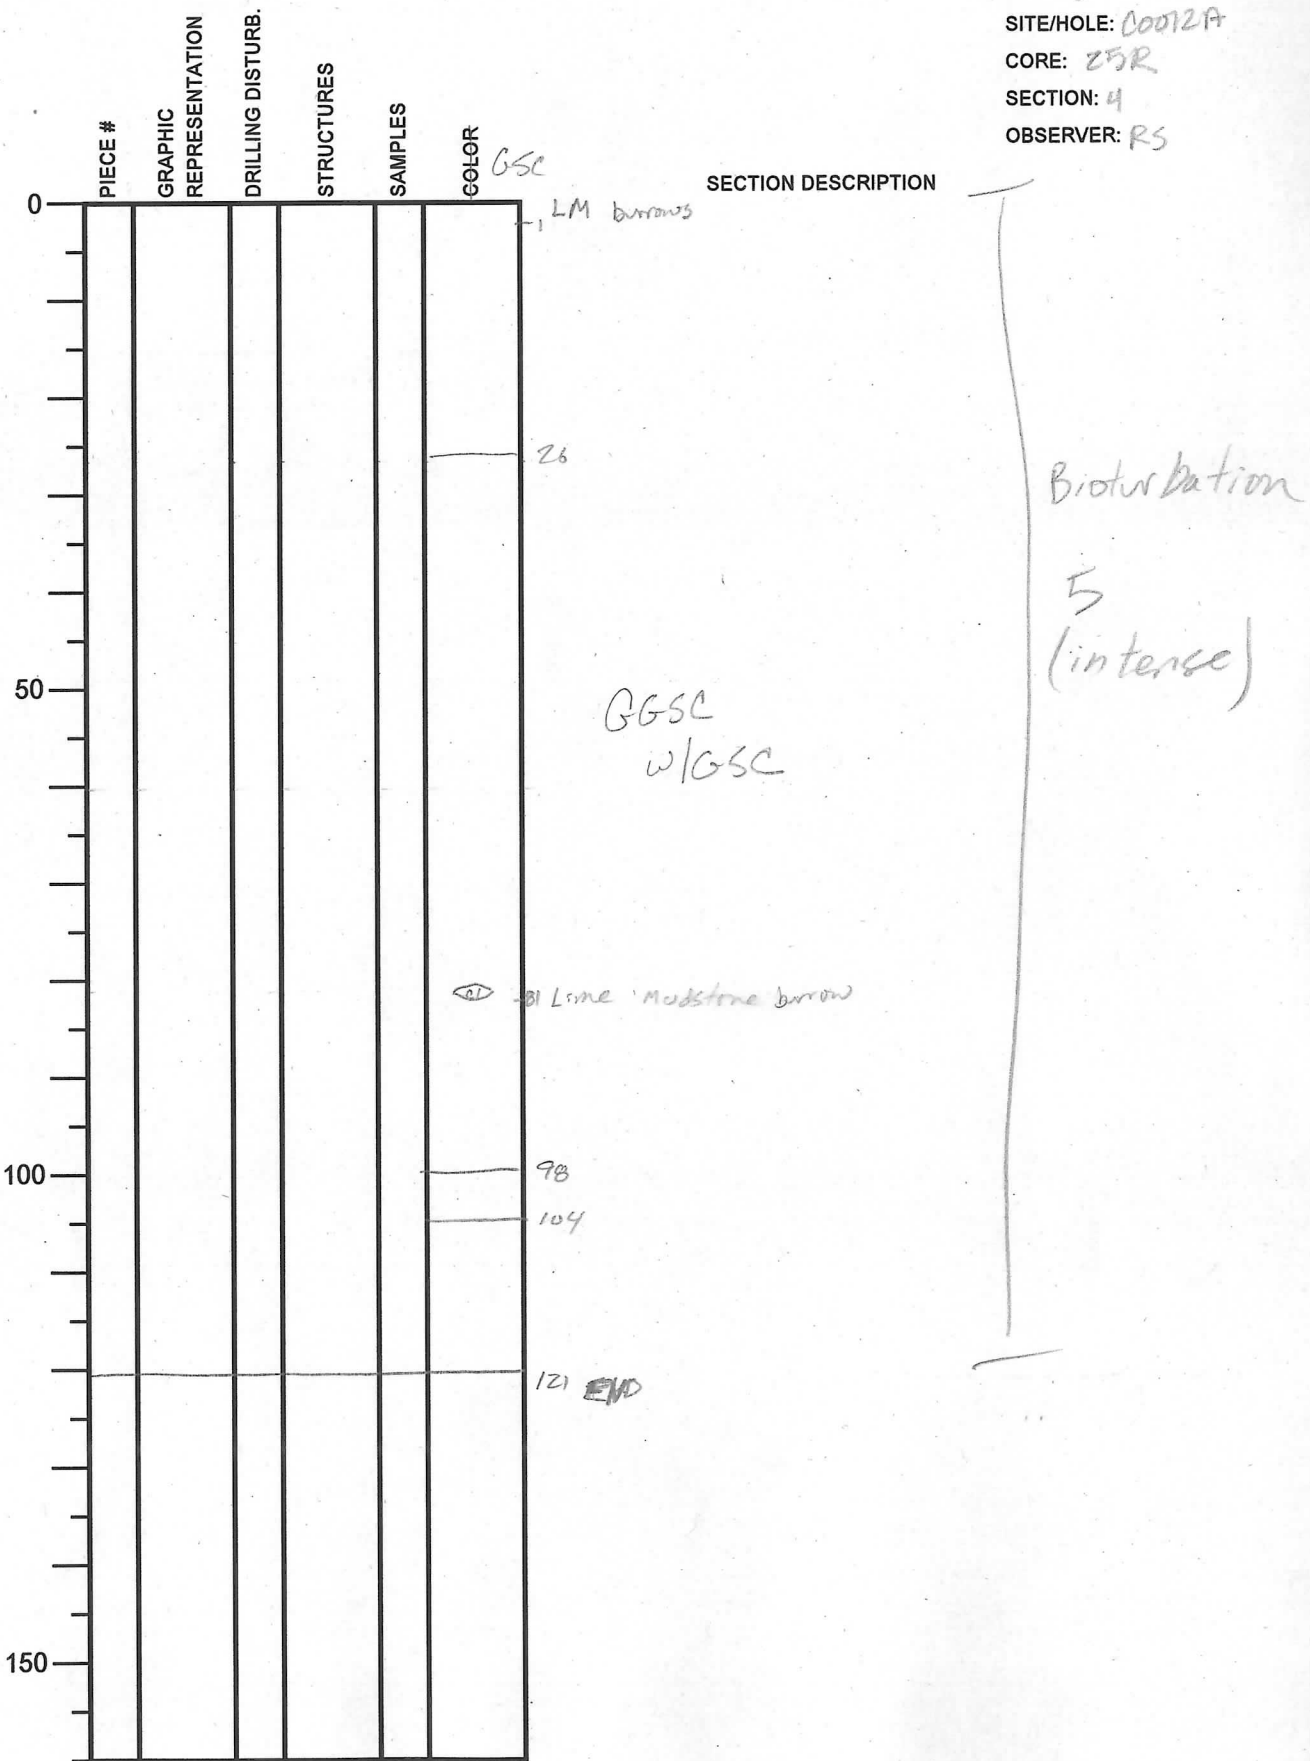 SITE/HOLE: C0012A
CORE: 25R
SECTION: 4
OBSERVER: RS
PIECE #
GRAPHIC REPRESENTATION
DRILLING DISTURB.
STRUCTURES
SAMPLES
COLOR GSC
SECTION DESCRIPTION
0
LM burrows
26
Bioturbation
5
(intense)
50
GGSC
w/GSC
81 Lime Mudstone burrow
98
100
104
121 END
150